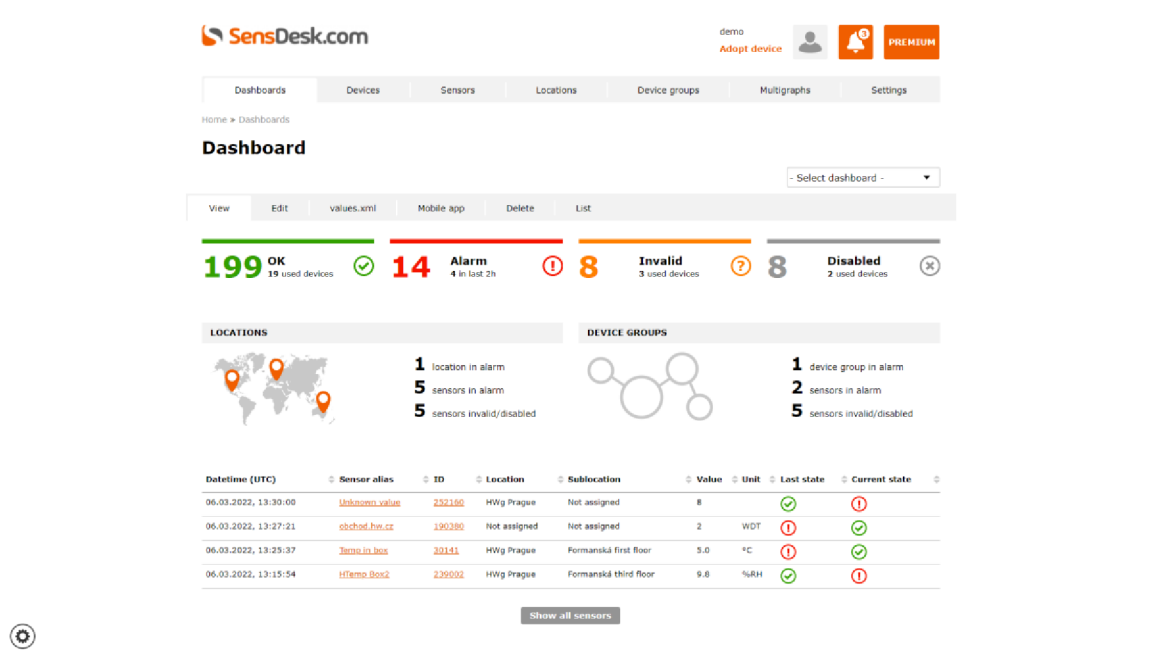 SensDesk.com
demo
Adopt device
3
PREMIUM
Dashboards Devices Sensors Locations Device groups Multigraphs Settings
Home » Dashboards
Dashboard
- Select dashboard -
View Edit values.xml Mobile app Delete List
199 OK
19 used devices
14 Alarm
4 in last 2h
8 Invalid
3 used devices
8 Disabled
2 used devices
LOCATIONS
1 location in alarm
5 sensors in alarm
5 sensors invalid/disabled
DEVICE GROUPS
1 device group in alarm
2 sensors in alarm
5 sensors invalid/disabled
Datetime (UTC) Sensor alias ID Location Sublocation Value Unit Last state Current state
06.03.2022, 13:30:00 Unknown value 252160 HWg Prague Not assigned 8
06.03.2022, 13:27:21 obchod.hw.cz 190380 Not assigned Not assigned 2 WDT
06.03.2022, 13:25:37 Temp in box 30141 HWg Prague Formanská first floor 5.0 °C
06.03.2022, 13:15:54 HTemp Box2 239002 HWg Prague Formanská third floor 9.8 %RH
Show all sensors